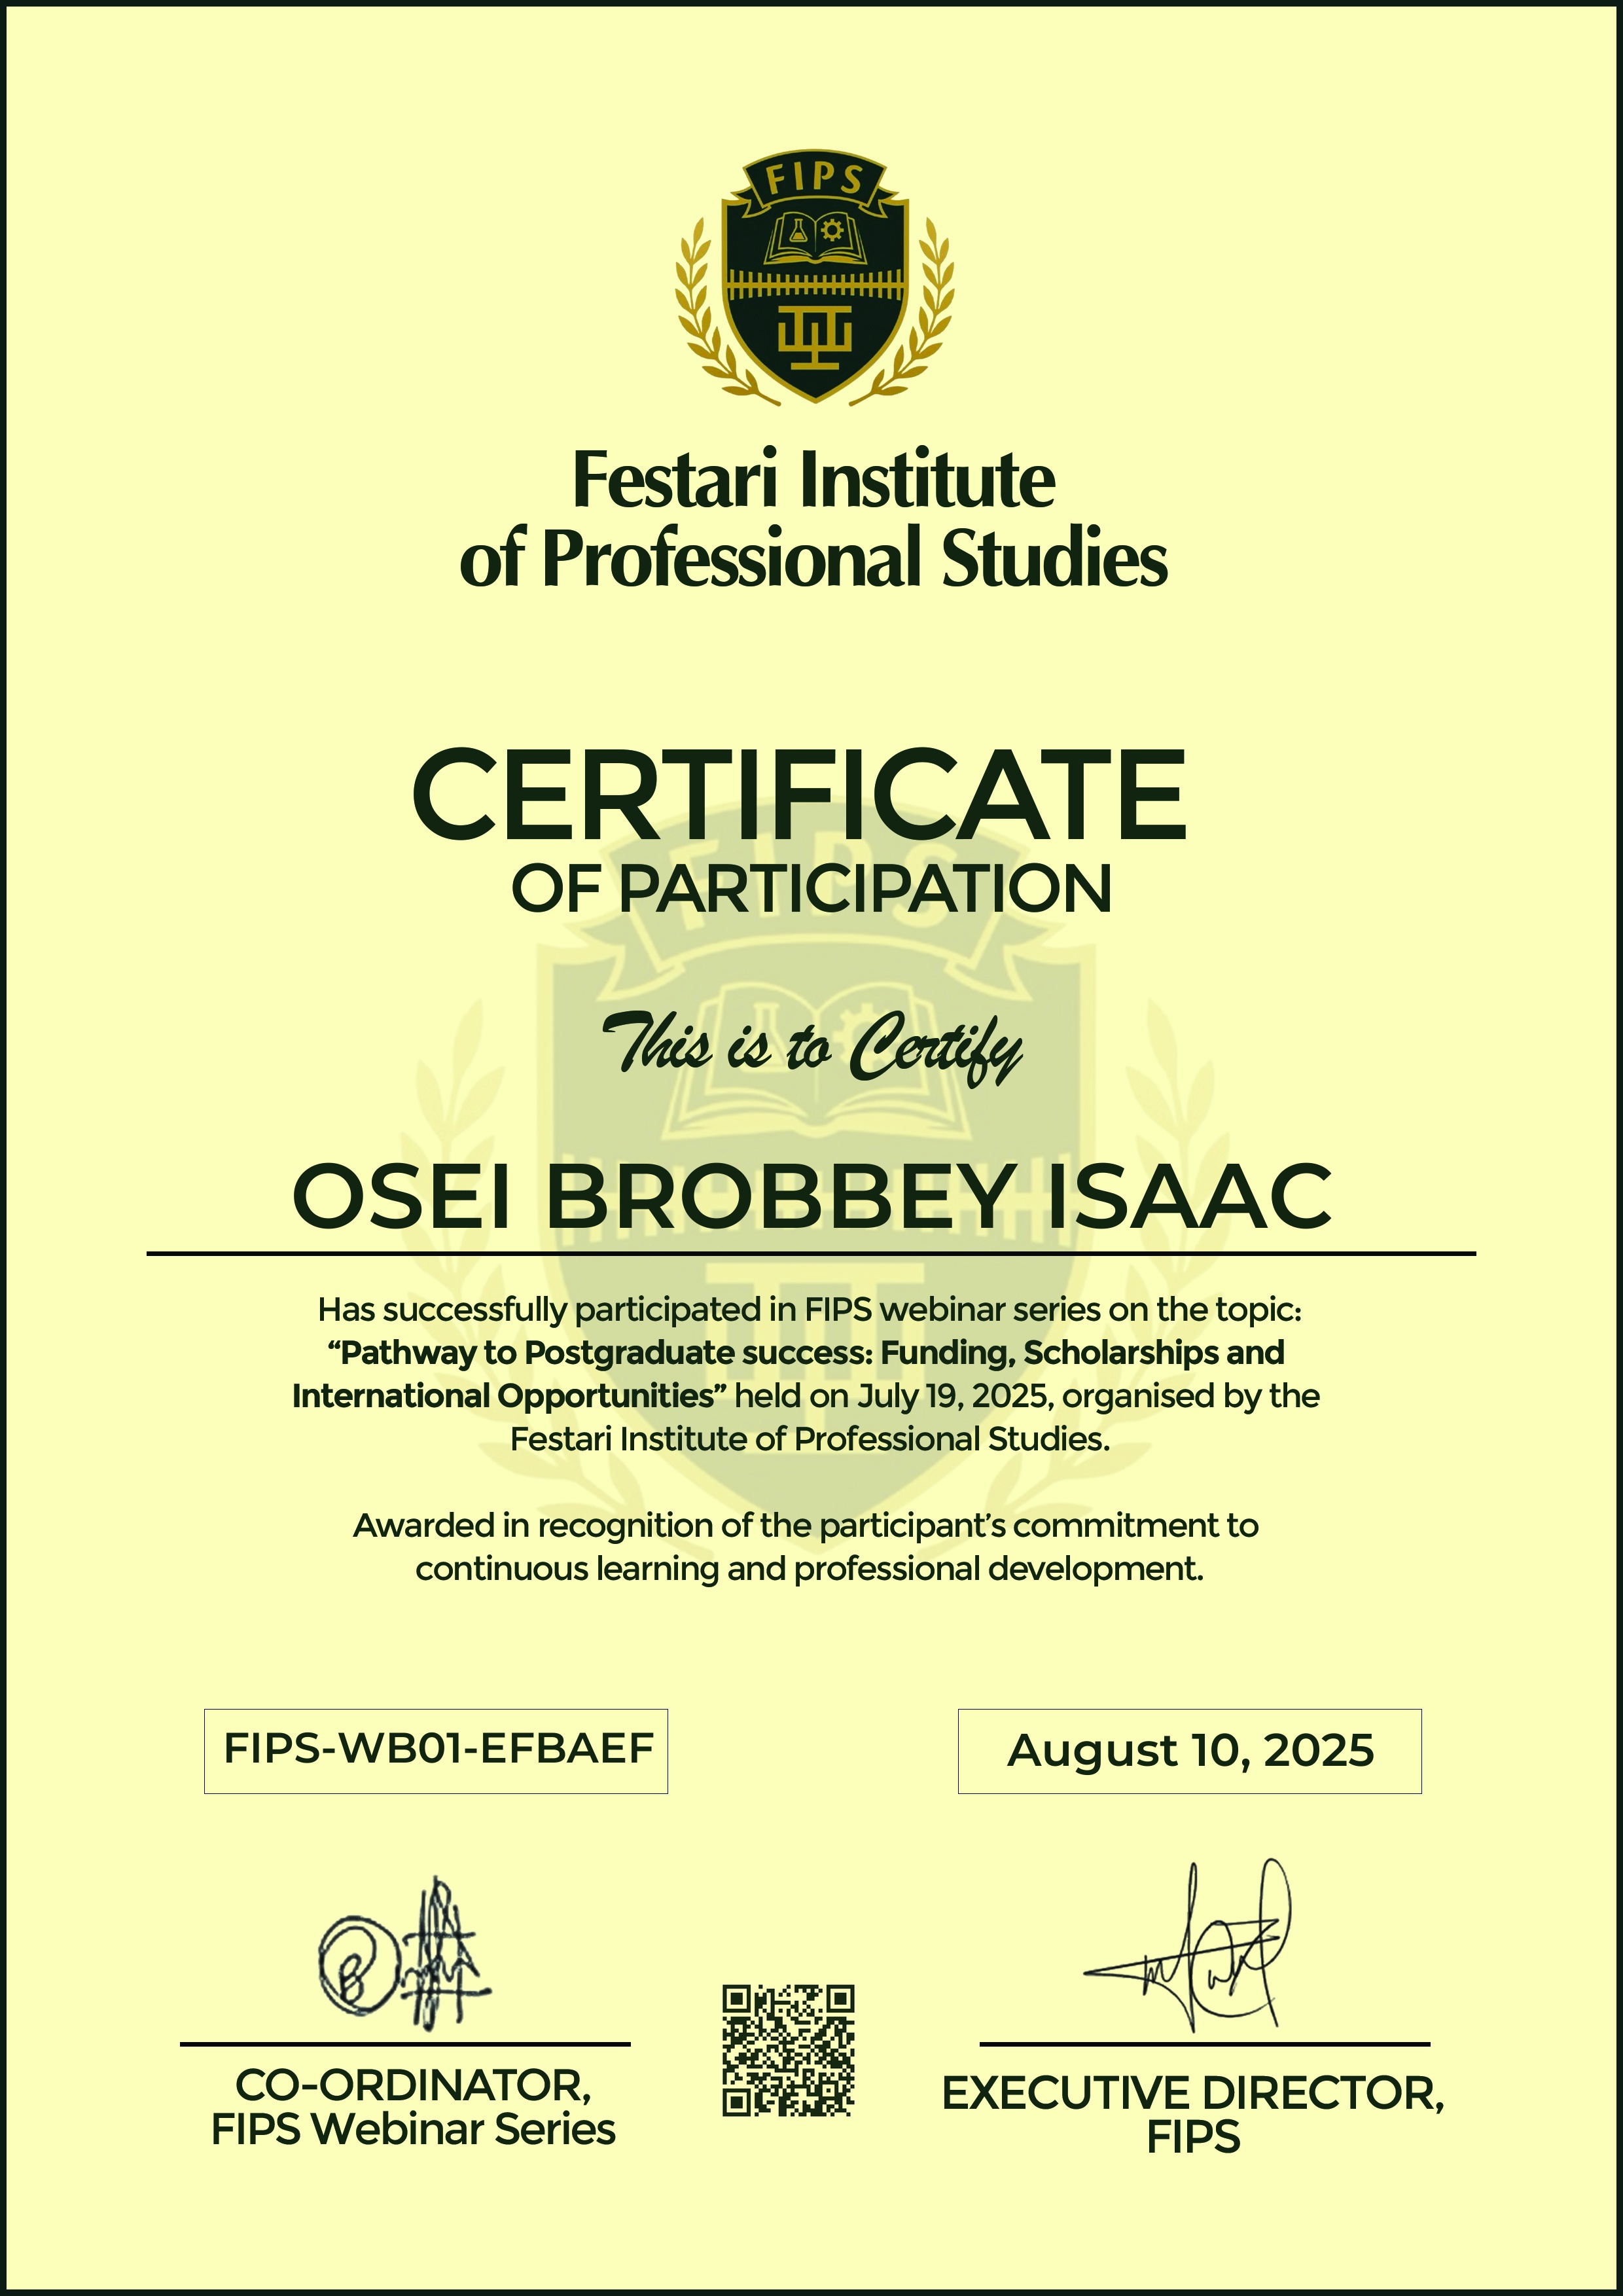 FIPS
Festari Institute
of Professional Studies
CERTIFICATE
OF PARTICIPATION
This is to Certify
OSEI BROBBEY ISAAC
Has successfully participated in FIPS webinar series on the topic:
“Pathway to Postgraduate success: Funding, Scholarships and
International Opportunities” held on July 19, 2025, organised by the
Festari Institute of Professional Studies.
Awarded in recognition of the participant’s commitment to
continuous learning and professional development.
FIPS-WB01-EFBAEF
August 10, 2025
CO-ORDINATOR,
FIPS Webinar Series
EXECUTIVE DIRECTOR,
FIPS